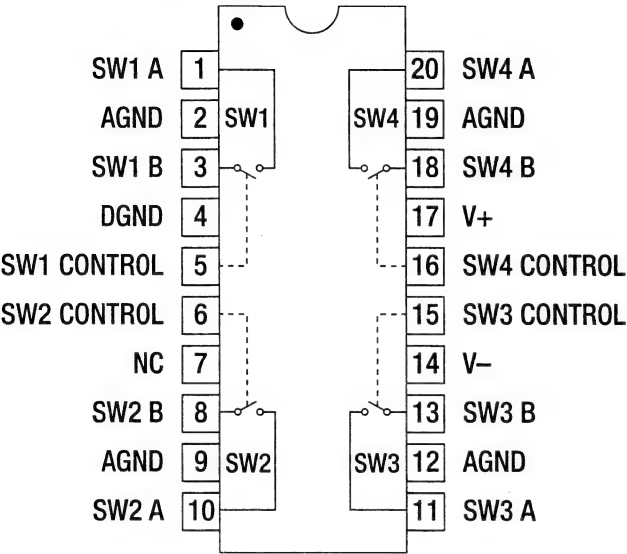 SW1 A 1 20 SW4 A
AGND 2 SW1 SW4 19 AGND
SW1 B 3 18 SW4 B
DGND 4 17 V+
SW1 CONTROL 5 16 SW4 CONTROL
SW2 CONTROL 6 15 SW3 CONTROL
NC 7 14 V–
SW2 B 8 13 SW3 B
AGND 9 SW2 SW3 12 AGND
SW2 A 10 11 SW3 A